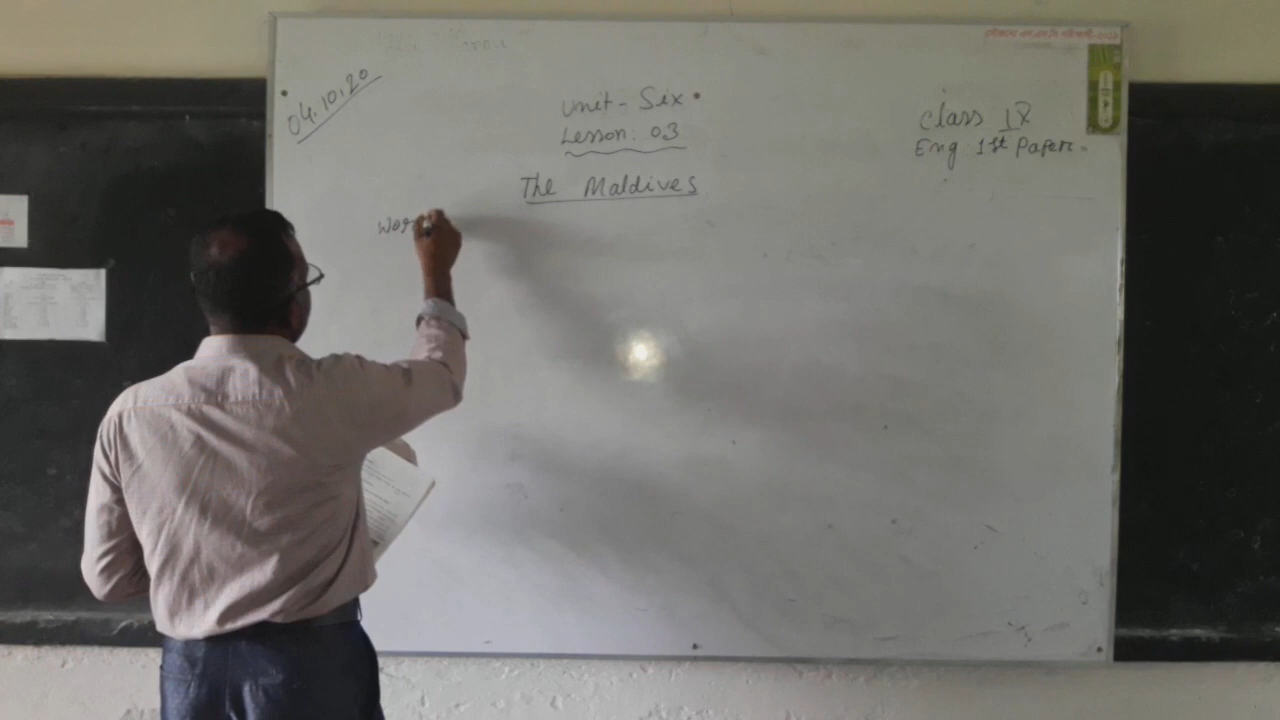 04.10.20
Unit - Six
Lesson: 03
The Maldives
Class IX
Eng 1st Paper.